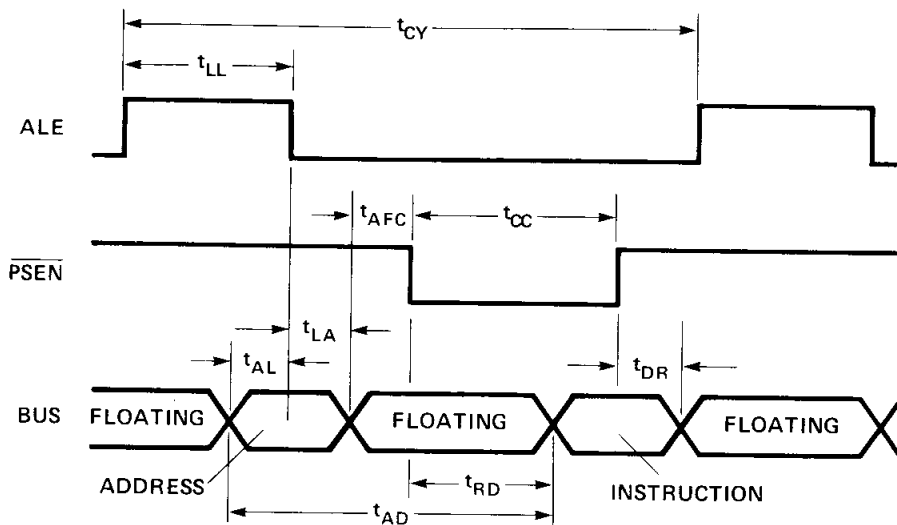 tCY
tLL
ALE
tAFC
tCC
PSEN
tLA
tAL
tDR
BUS
FLOATING
FLOATING
FLOATING
ADDRESS
tRD
INSTRUCTION
tAD